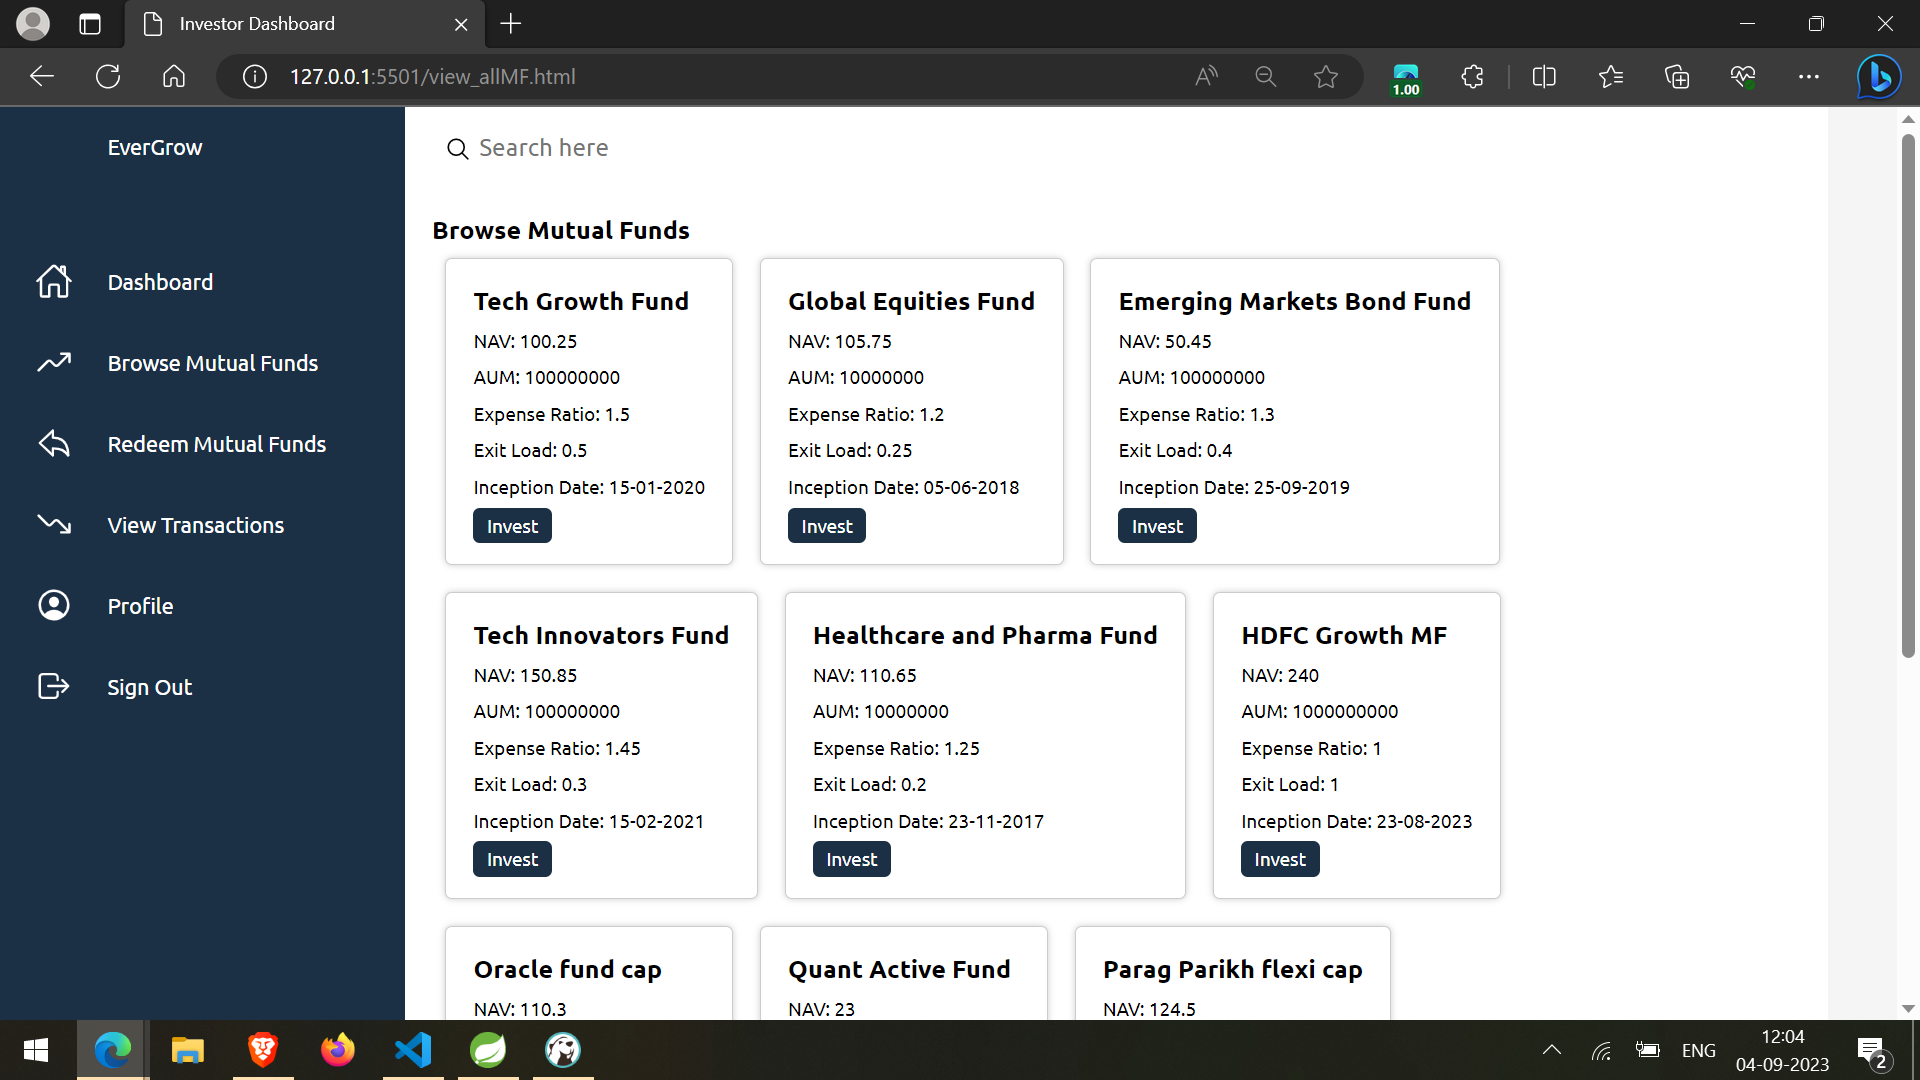 Investor Dashboard
127.0.0.1:5501/view_allMF.html
1.00
EverGrow
Search here
Dashboard
Browse Mutual Funds
Redeem Mutual Funds
View Transactions
Profile
Sign Out
Browse Mutual Funds
Tech Growth Fund
NAV: 100.25
AUM: 100000000
Expense Ratio: 1.5
Exit Load: 0.5
Inception Date: 15-01-2020
Invest
Global Equities Fund
NAV: 105.75
AUM: 10000000
Expense Ratio: 1.2
Exit Load: 0.25
Inception Date: 05-06-2018
Invest
Emerging Markets Bond Fund
NAV: 50.45
AUM: 100000000
Expense Ratio: 1.3
Exit Load: 0.4
Inception Date: 25-09-2019
Invest
Tech Innovators Fund
NAV: 150.85
AUM: 100000000
Expense Ratio: 1.45
Exit Load: 0.3
Inception Date: 15-02-2021
Invest
Healthcare and Pharma Fund
NAV: 110.65
AUM: 10000000
Expense Ratio: 1.25
Exit Load: 0.2
Inception Date: 23-11-2017
Invest
HDFC Growth MF
NAV: 240
AUM: 1000000000
Expense Ratio: 1
Exit Load: 1
Inception Date: 23-08-2023
Invest
Oracle fund cap
NAV: 110.3
Quant Active Fund
NAV: 23
Parag Parikh flexi cap
NAV: 124.5
ENG
12:04
04-09-2023
2